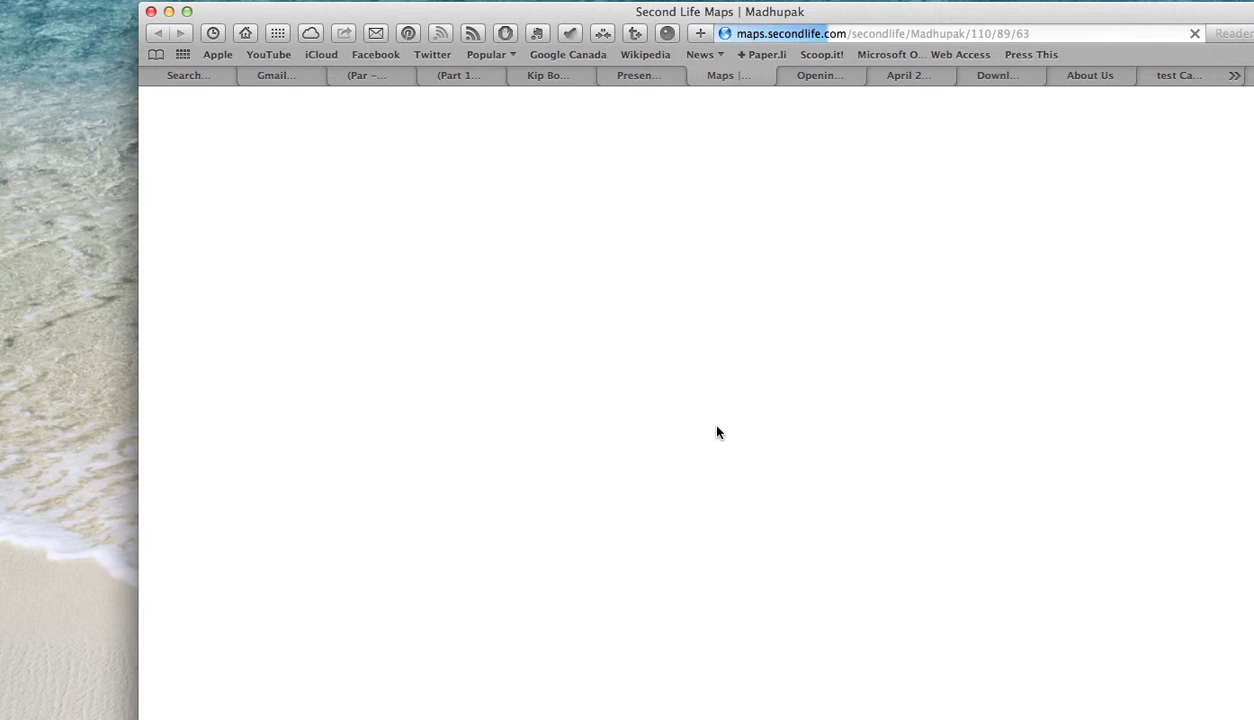 Second Life Maps | Madhupak
maps.secondlife.com/secondlife/Madhupak/110/89/63 Reader
Apple YouTube iCloud Facebook Twitter Popular Google Canada Wikipedia News + Paper.li Scoop.it! Microsoft O... Web Access Press This
Search... Gmail... (Par –... (Part 1... Kip Bo... Presen... Maps |... Openin... April 2... Downl... About Us test Ca...